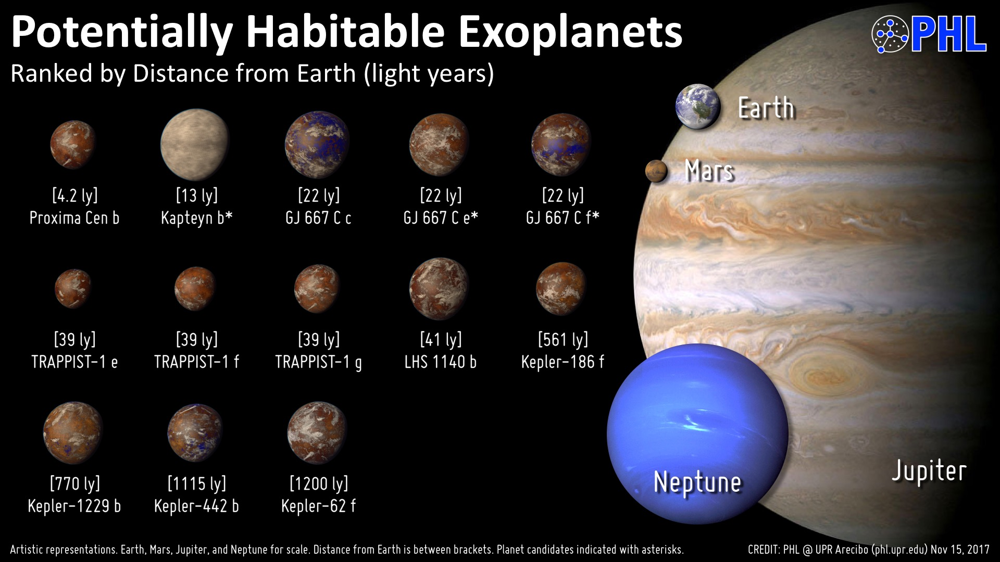 Potentially Habitable Exoplanets
PHL
Ranked by Distance from Earth (light years)
Earth
Mars
[4.2 ly]
Proxima Cen b
[13 ly]
Kapteyn b*
[22 ly]
GJ 667 C c
[22 ly]
GJ 667 C e*
[22 ly]
GJ 667 C f*
[39 ly]
TRAPPIST-1 e
[39 ly]
TRAPPIST-1 f
[39 ly]
TRAPPIST-1 g
[41 ly]
LHS 1140 b
[561 ly]
Kepler-186 f
[770 ly]
Kepler-1229 b
[1115 ly]
Kepler-442 b
[1200 ly]
Kepler-62 f
Neptune
Jupiter
Artistic representations. Earth, Mars, Jupiter, and Neptune for scale. Distance from Earth is between brackets. Planet candidates indicated with asterisks.
CREDIT: PHL @ UPR Arecibo (phl.upr.edu) Nov 15, 2017